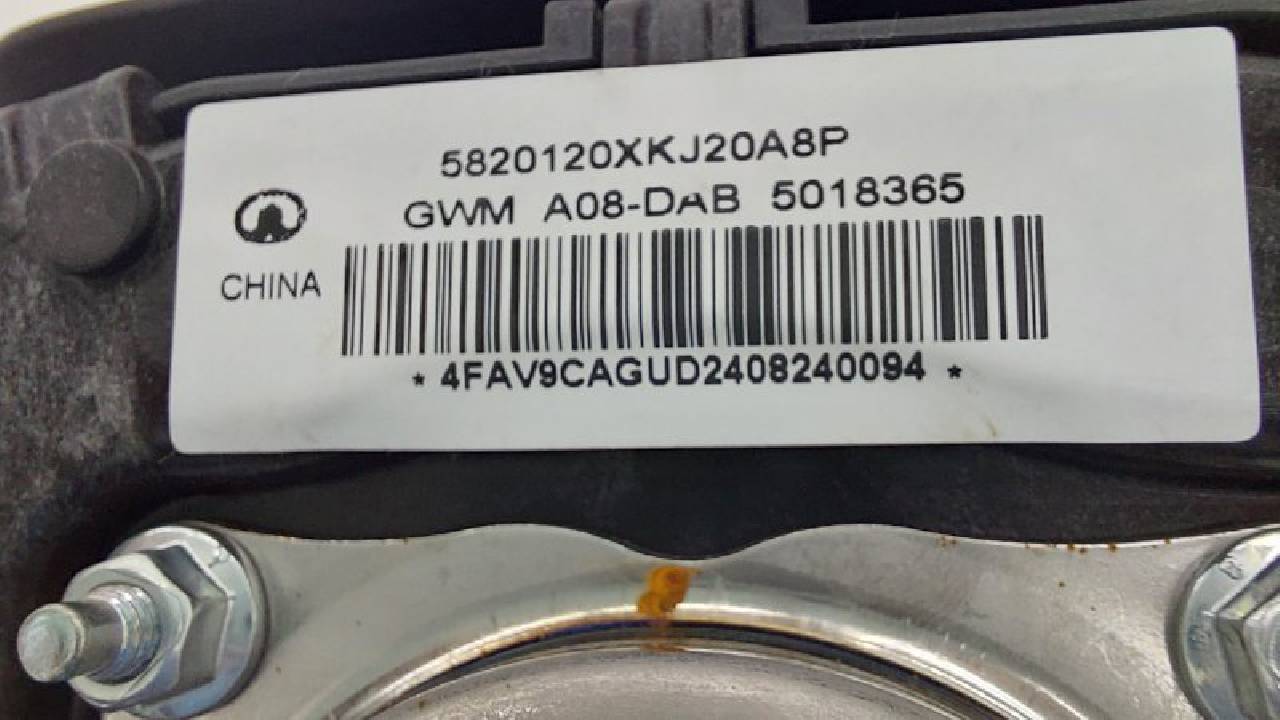 5820120XKJ20A8P
GWM A08-DAB 5018365
CHINA
* 4FAV9CAGUD2408240094 *